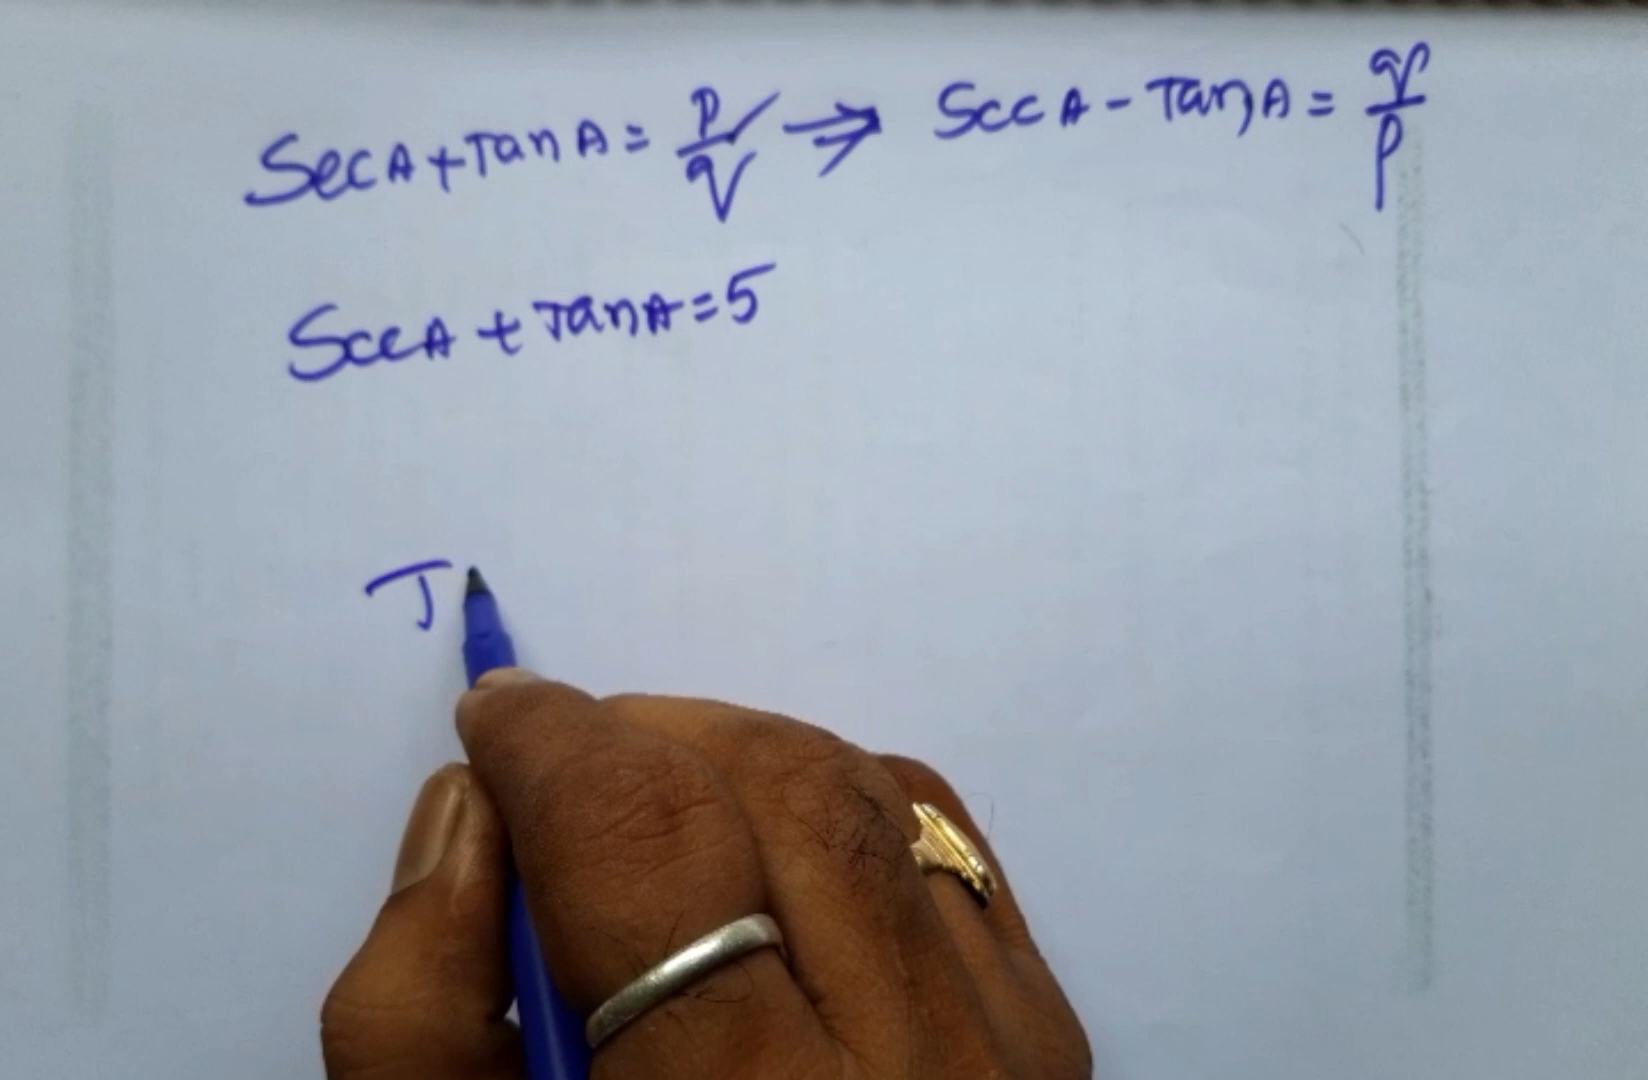 SecA+TanA = p/q ⇒ SecA - TanA = q/p
SecA + TanA = 5
T